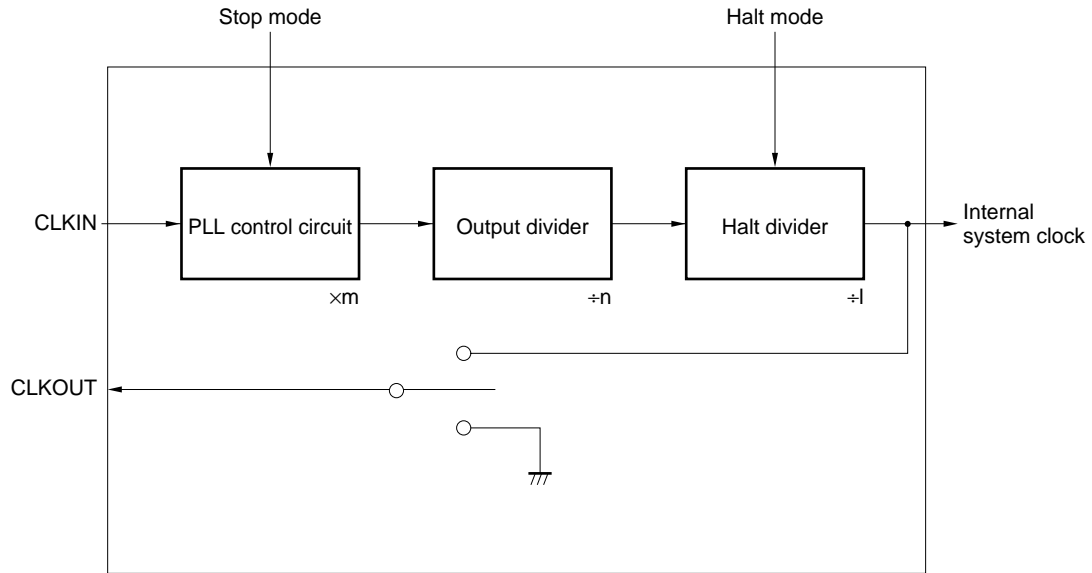 Stop mode
Halt mode
CLKIN
PLL control circuit
Output divider
Halt divider
Internal
system clock
×m
÷n
÷l
CLKOUT